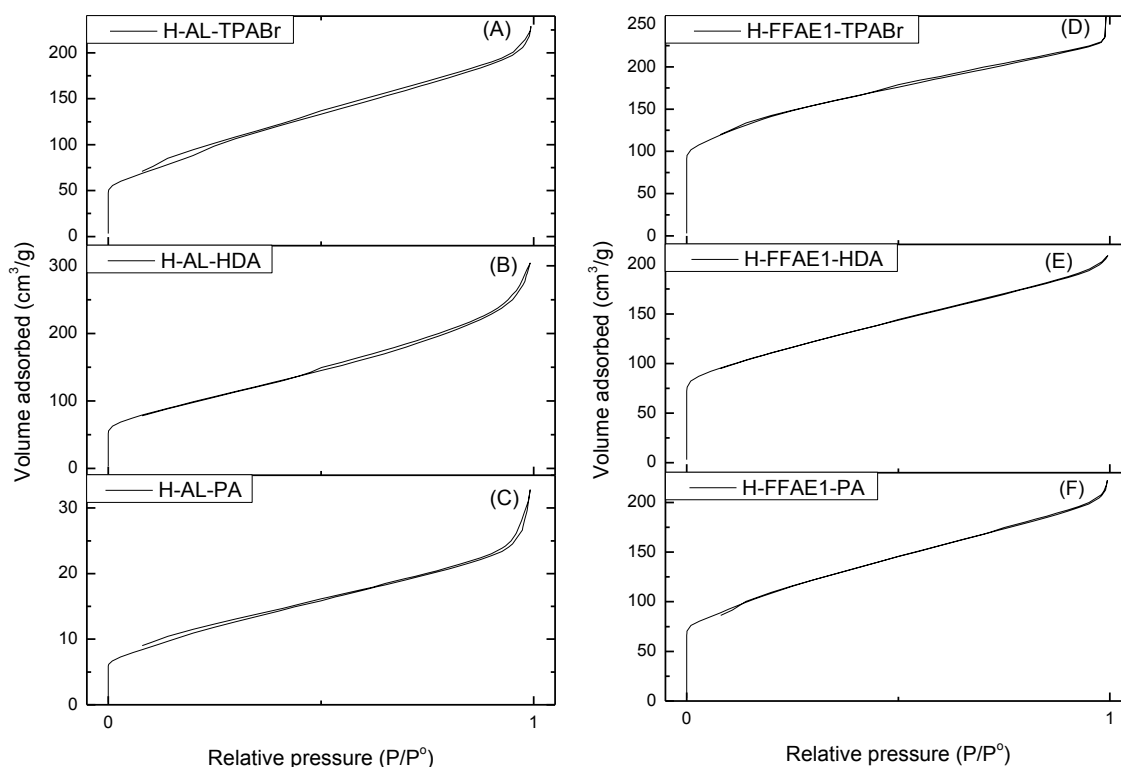 H-AL-TPABr
(A)
200
150
100
50
0
H-AL-HDA
(B)
300
200
100
0
H-AL-PA
(C)
30
20
10
0
0
1
Volume adsorbed (cm³/g)
Relative pressure (P/P⁰)
H-FFAE1-TPABr
(D)
250
200
150
100
50
0
H-FFAE1-HDA
(E)
200
150
100
50
0
H-FFAE1-PA
(F)
200
150
100
50
0
0
1
Volume adsorbed (cm³/g)
Relative pressure (P/P⁰)